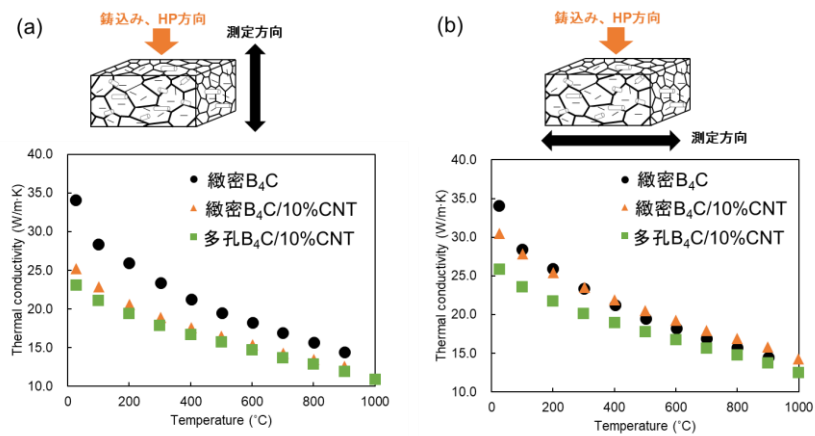 (a)
鋳込み、HP方向
測定方向
40.0
35.0
30.0
25.0
20.0
15.0
10.0
Thermal conductivity (W/m·K)
緻密B₄C
緻密B₄C/10%CNT
多孔B₄C/10%CNT
0 200 400 600 800 1000
Temperature (˚C)
(b)
鋳込み、HP方向
測定方向
40.0
35.0
30.0
25.0
20.0
15.0
10.0
Thermal conductivity (W/m·K)
緻密B₄C
緻密B₄C/10%CNT
多孔B₄C/10%CNT
0 200 400 600 800 1000
Temperature (˚C)